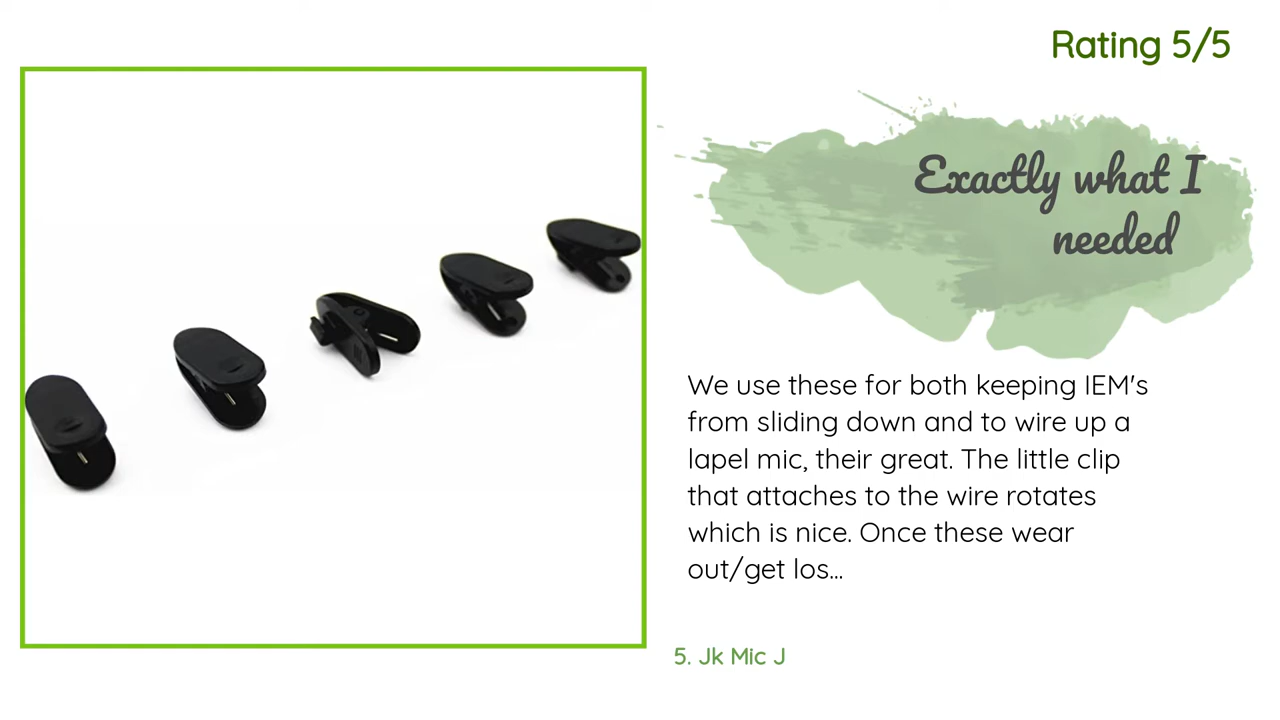 Rating 5/5
Exactly what I
needed
We use these for both keeping IEM's
from sliding down and to wire up a
lapel mic, their great. The little clip
that attaches to the wire rotates
which is nice. Once these wear
out/get los...
5. Jk Mic J